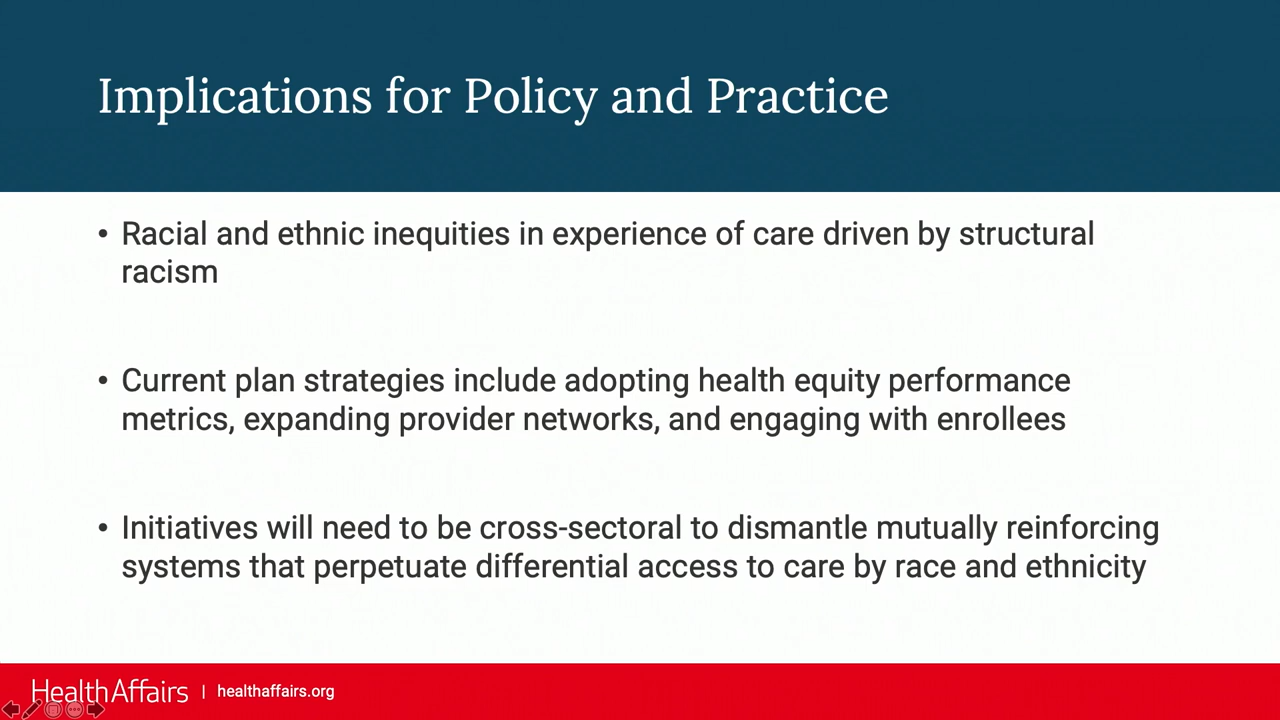 Implications for Policy and Practice
• Racial and ethnic inequities in experience of care driven by structural
racism
• Current plan strategies include adopting health equity performance
metrics, expanding provider networks, and engaging with enrollees
• Initiatives will need to be cross-sectoral to dismantle mutually reinforcing
systems that perpetuate differential access to care by race and ethnicity
HealthAffairs | healthaffairs.org